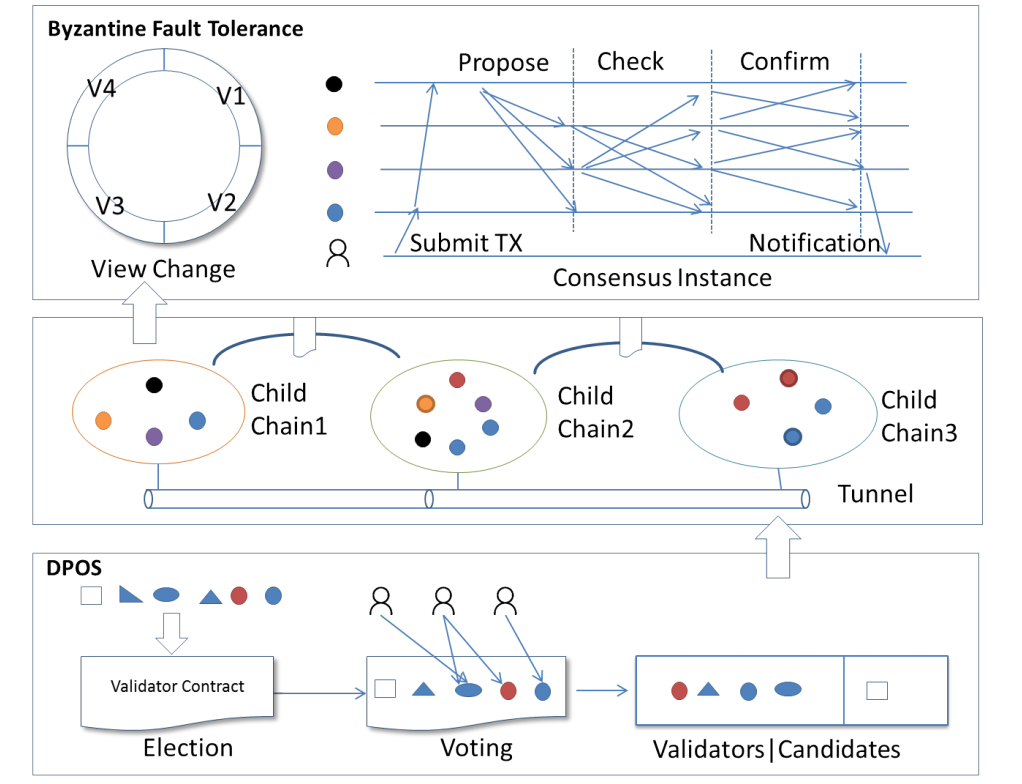 Byzantine Fault Tolerance
V4
V1
V3
V2
View Change
Propose
Check
Confirm
Submit TX
Notification
Consensus Instance
Child
Chain1
Child
Chain2
Child
Chain3
Tunnel
DPOS
Validator Contract
Election
Voting
Validators|Candidates